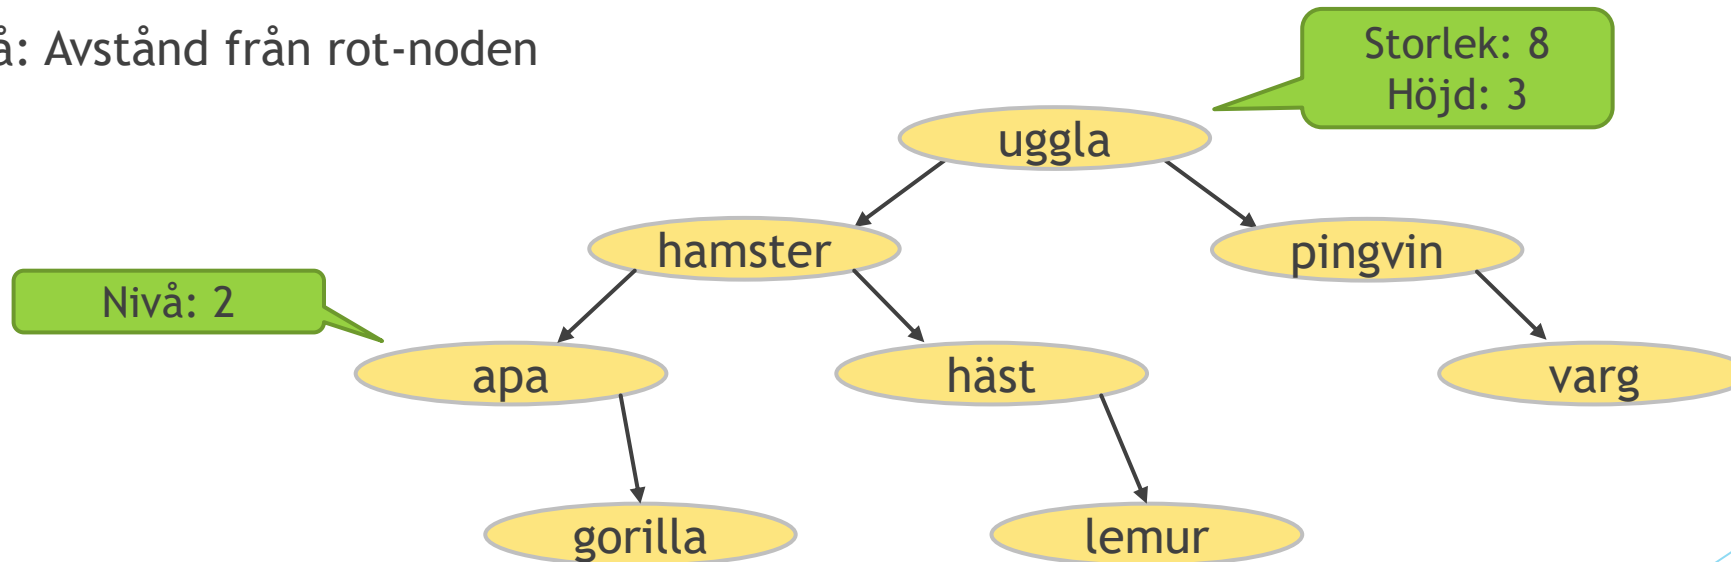 å: Avstånd från rot-noden
Storlek: 8
Höjd: 3
uggla
hamster
pingvin
Nivå: 2
apa
häst
varg
gorilla
lemur